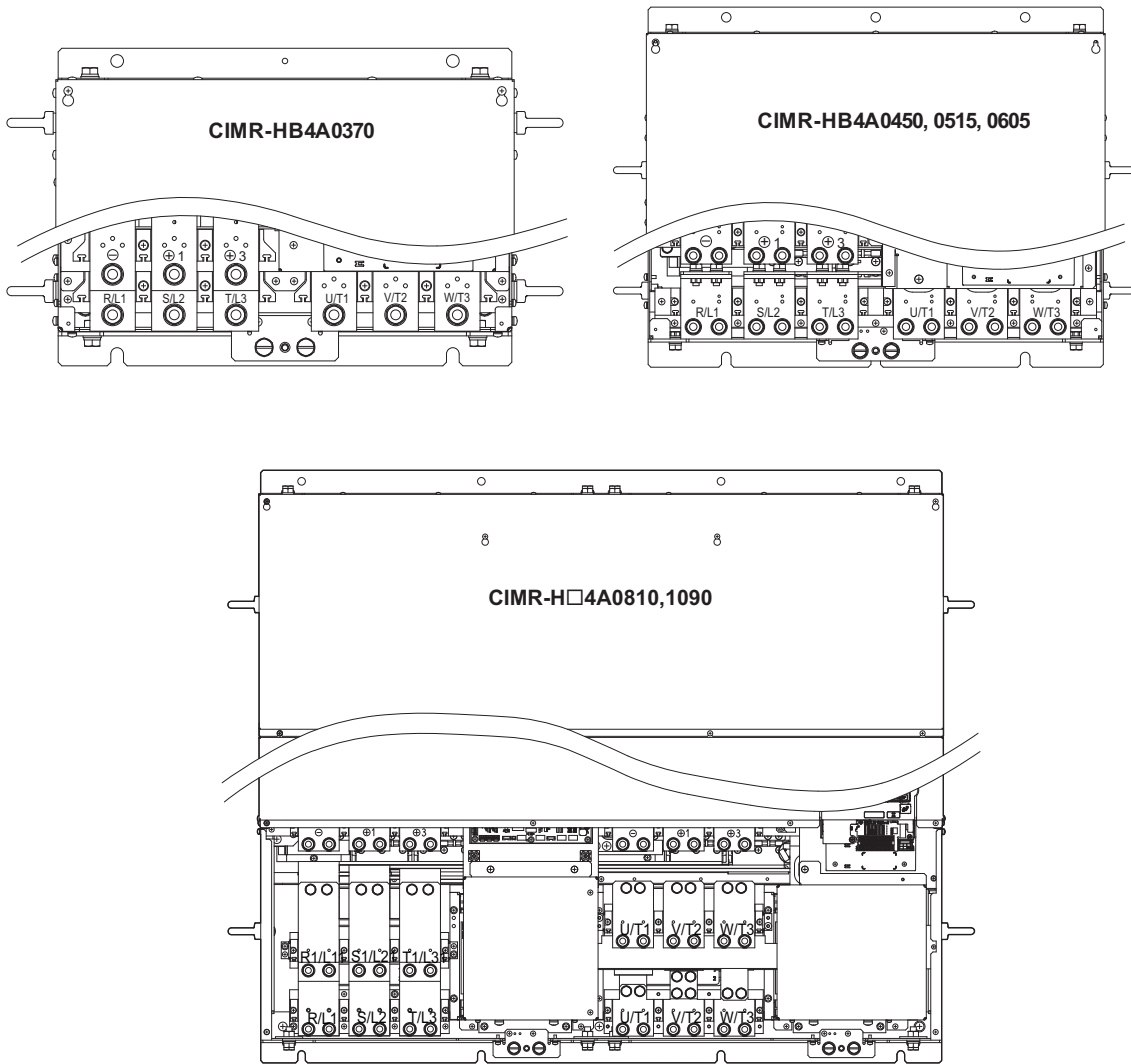 CIMR-HB4A0370
⊖ ⊕1 ⊕3
R/L1 S/L2 T/L3 U/T1 V/T2 W/T3
CIMR-HB4A0450, 0515, 0605
⊖ ⊕1 ⊕3
R/L1 S/L2 T/L3 U/T1 V/T2 W/T3
CIMR-H□4A0810,1090
⊖ ⊕1 ⊕3 ⊖ ⊕1 ⊕3
U/T1 V/T2 W/T3
R1/L11 S1/L21 T1/L31
R/L1 S/L2 T/L3 U/T1 V/T2 W/T3